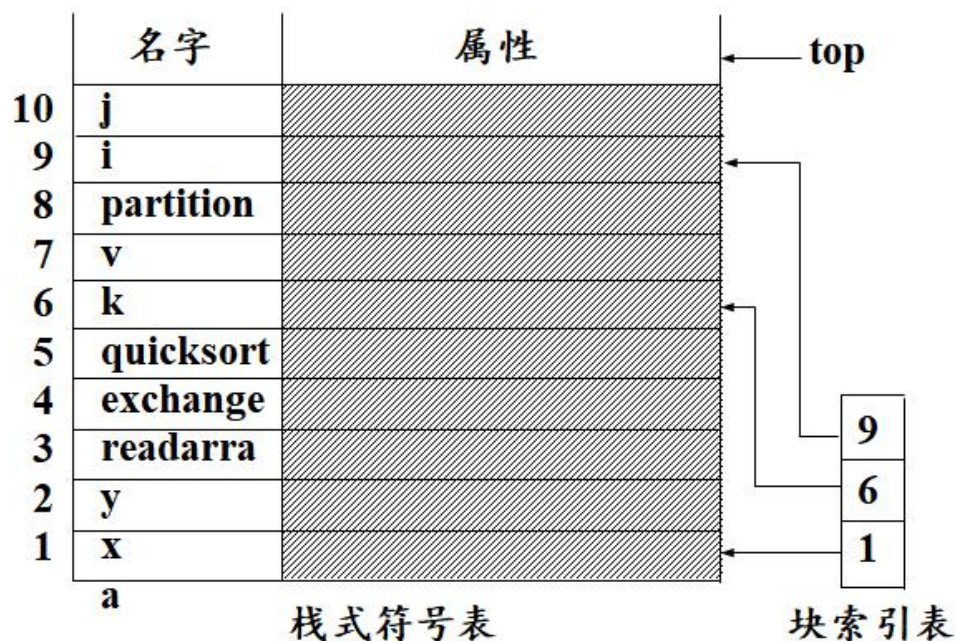 名字 属性 top
10 j
9 i
8 partition
7 v
6 k
5 quicksort
4 exchange
3 readarra
2 y
1 x
a
9
6
1
栈式符号表 块索引表